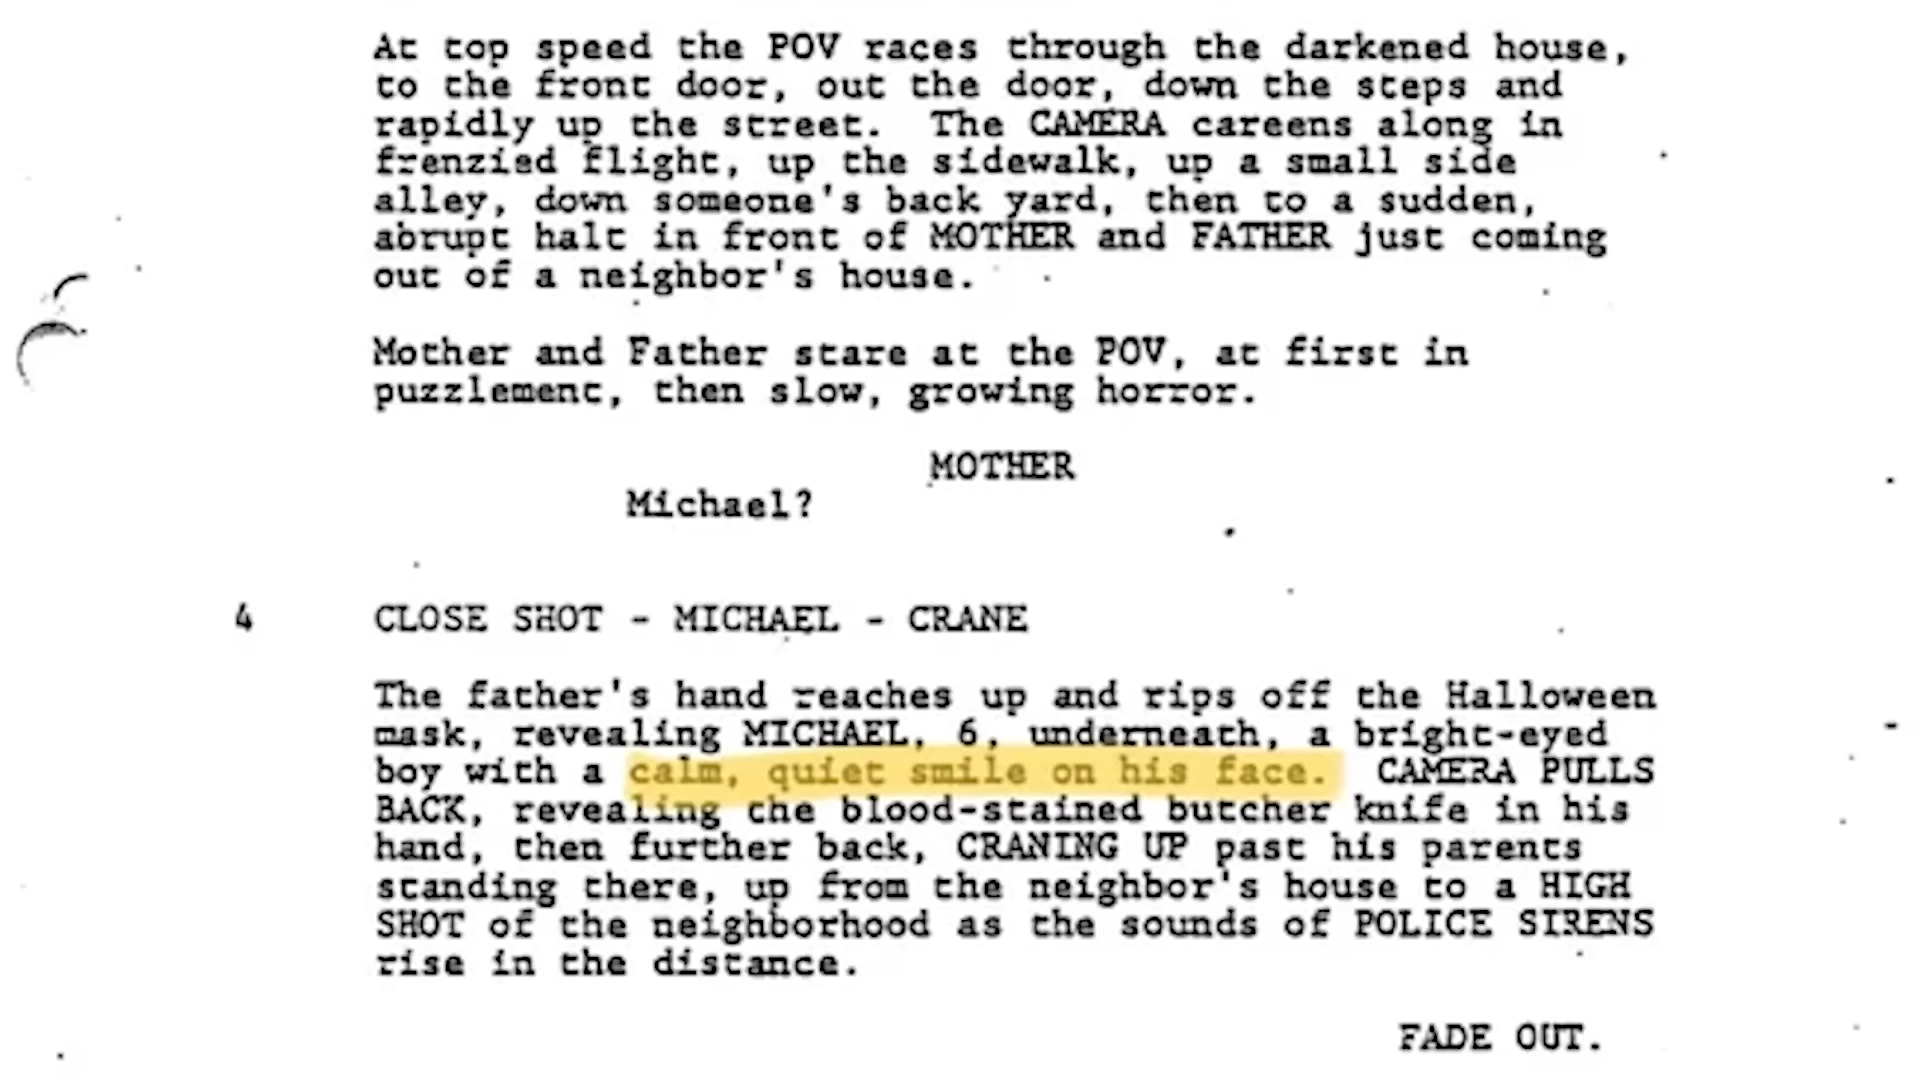 At top speed the POV races through the darkened house,
to the front door, out the door, down the steps and
rapidly up the street.  The CAMERA careens along in
frenzied flight, up the sidewalk, up a small side
alley, down someone's back yard, then to a sudden,
abrupt halt in front of MOTHER and FATHER just coming
out of a neighbor's house.
Mother and Father stare at the POV, at first in
puzzlement, then slow, growing horror.
MOTHER
Michael?
4 CLOSE SHOT - MICHAEL - CRANE
The father's hand reaches up and rips off the Halloween
mask, revealing MICHAEL, 6, underneath, a bright-eyed
boy with a calm, quiet smile on his face.  CAMERA PULLS
BACK, revealing the blood-stained butcher knife in his
hand, then further back, CRANING UP past his parents
standing there, up from the neighbor's house to a HIGH
SHOT of the neighborhood as the sounds of POLICE SIRENS
rise in the distance.
FADE OUT.